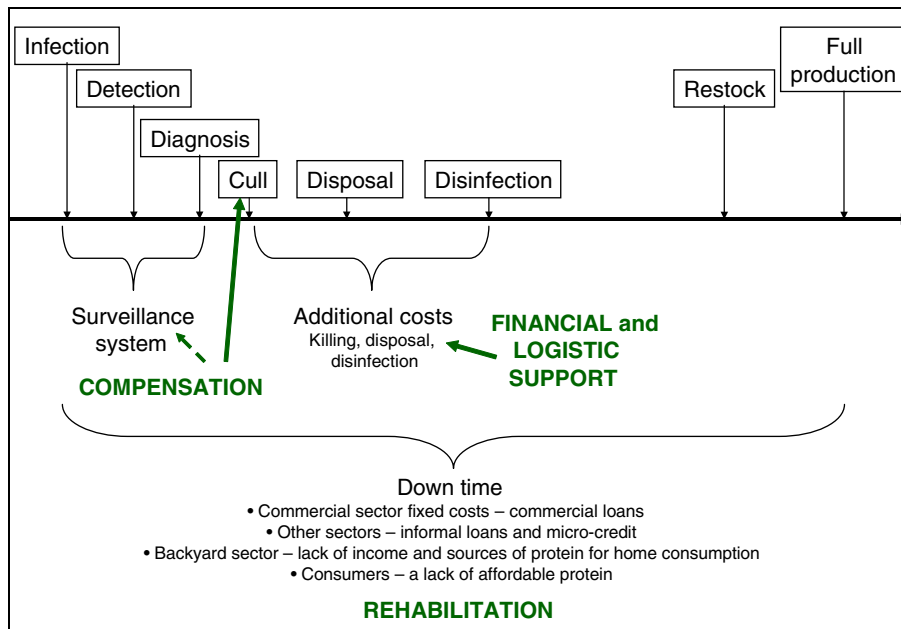 Infection
Detection
Diagnosis
Cull
Disposal
Disinfection
Restock
Full
production
Surveillance
system
COMPENSATION
Additional costs
Killing, disposal,
disinfection
FINANCIAL and
LOGISTIC
SUPPORT
Down time
• Commercial sector fixed costs – commercial loans
• Other sectors – informal loans and micro-credit
• Backyard sector – lack of income and sources of protein for home consumption
• Consumers – a lack of affordable protein
REHABILITATION